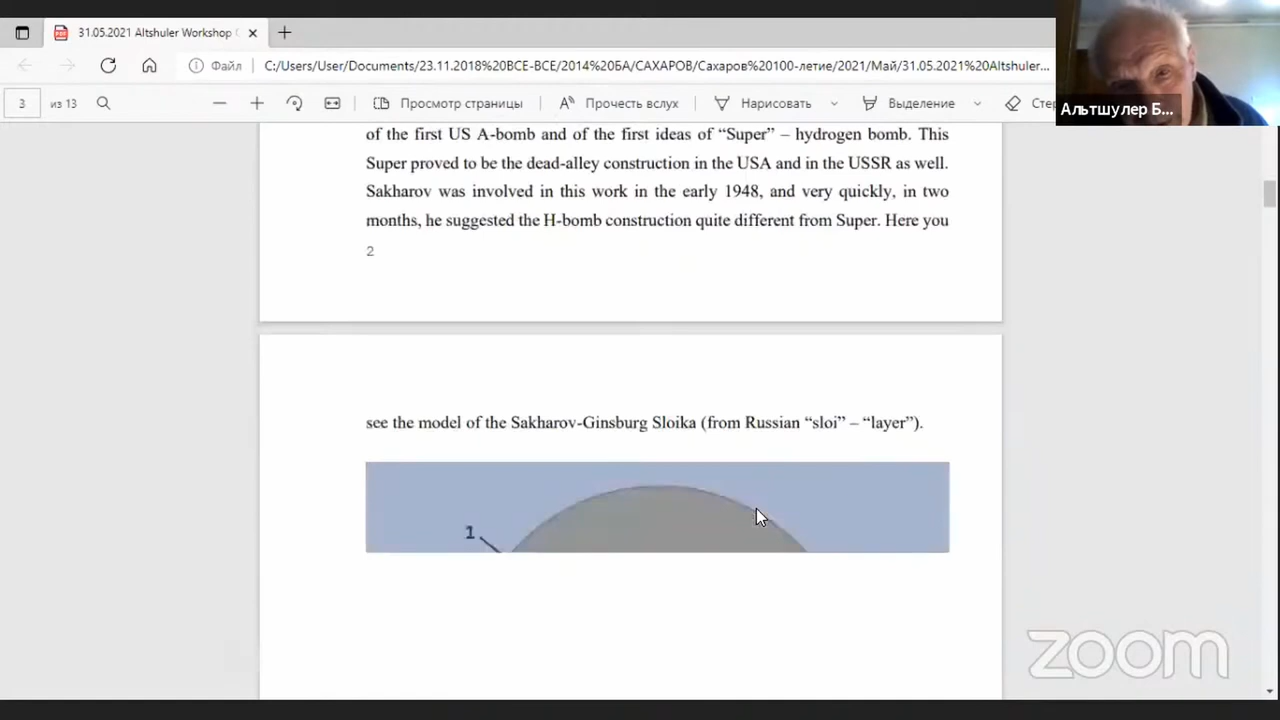 31.05.2021 Altshuler Workshop
Файл
C:/Users/User/Documents/23.11.2018%20ВСЕ-ВСЕ/2014%20БА/САХАРОВ/Сахаров%20100-летие/2021/Май/31.05.2021%20Altshuler...
3 из 13
Просмотр страницы
Прочесть вслух
Нарисовать
Выделение
Альтшулер Б...
of the first US A-bomb and of the first ideas of “Super” – hydrogen bomb. This
Super proved to be the dead-alley construction in the USA and in the USSR as well.
Sakharov was involved in this work in the early 1948, and very quickly, in two
months, he suggested the H-bomb construction quite different from Super. Here you
2
see the model of the Sakharov-Ginsburg Sloika (from Russian “sloi” – “layer”).
1
zoom